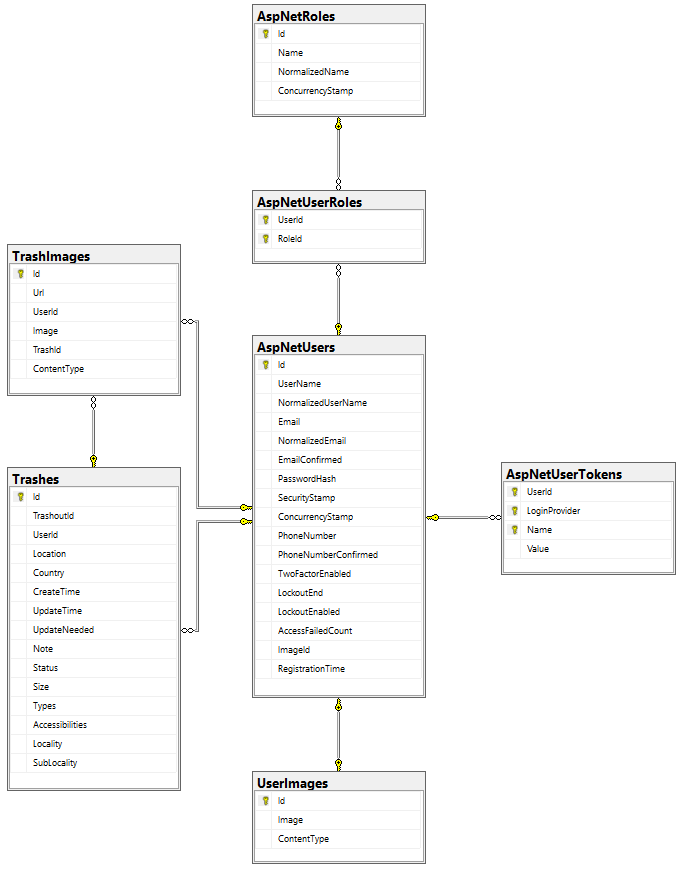 AspNetRoles
Id
Name
NormalizedName
ConcurrencyStamp
AspNetUserRoles
UserId
RoleId
TrashImages
Id
Url
UserId
Image
TrashId
ContentType
AspNetUsers
Id
UserName
NormalizedUserName
Email
NormalizedEmail
EmailConfirmed
PasswordHash
SecurityStamp
ConcurrencyStamp
PhoneNumber
PhoneNumberConfirmed
TwoFactorEnabled
LockoutEnd
LockoutEnabled
AccessFailedCount
ImageId
RegistrationTime
Trashes
Id
TrashoutId
UserId
Location
Country
CreateTime
UpdateTime
UpdateNeeded
Note
Status
Size
Types
Accessibilities
Locality
SubLocality
AspNetUserTokens
UserId
LoginProvider
Name
Value
UserImages
Id
Image
ContentType